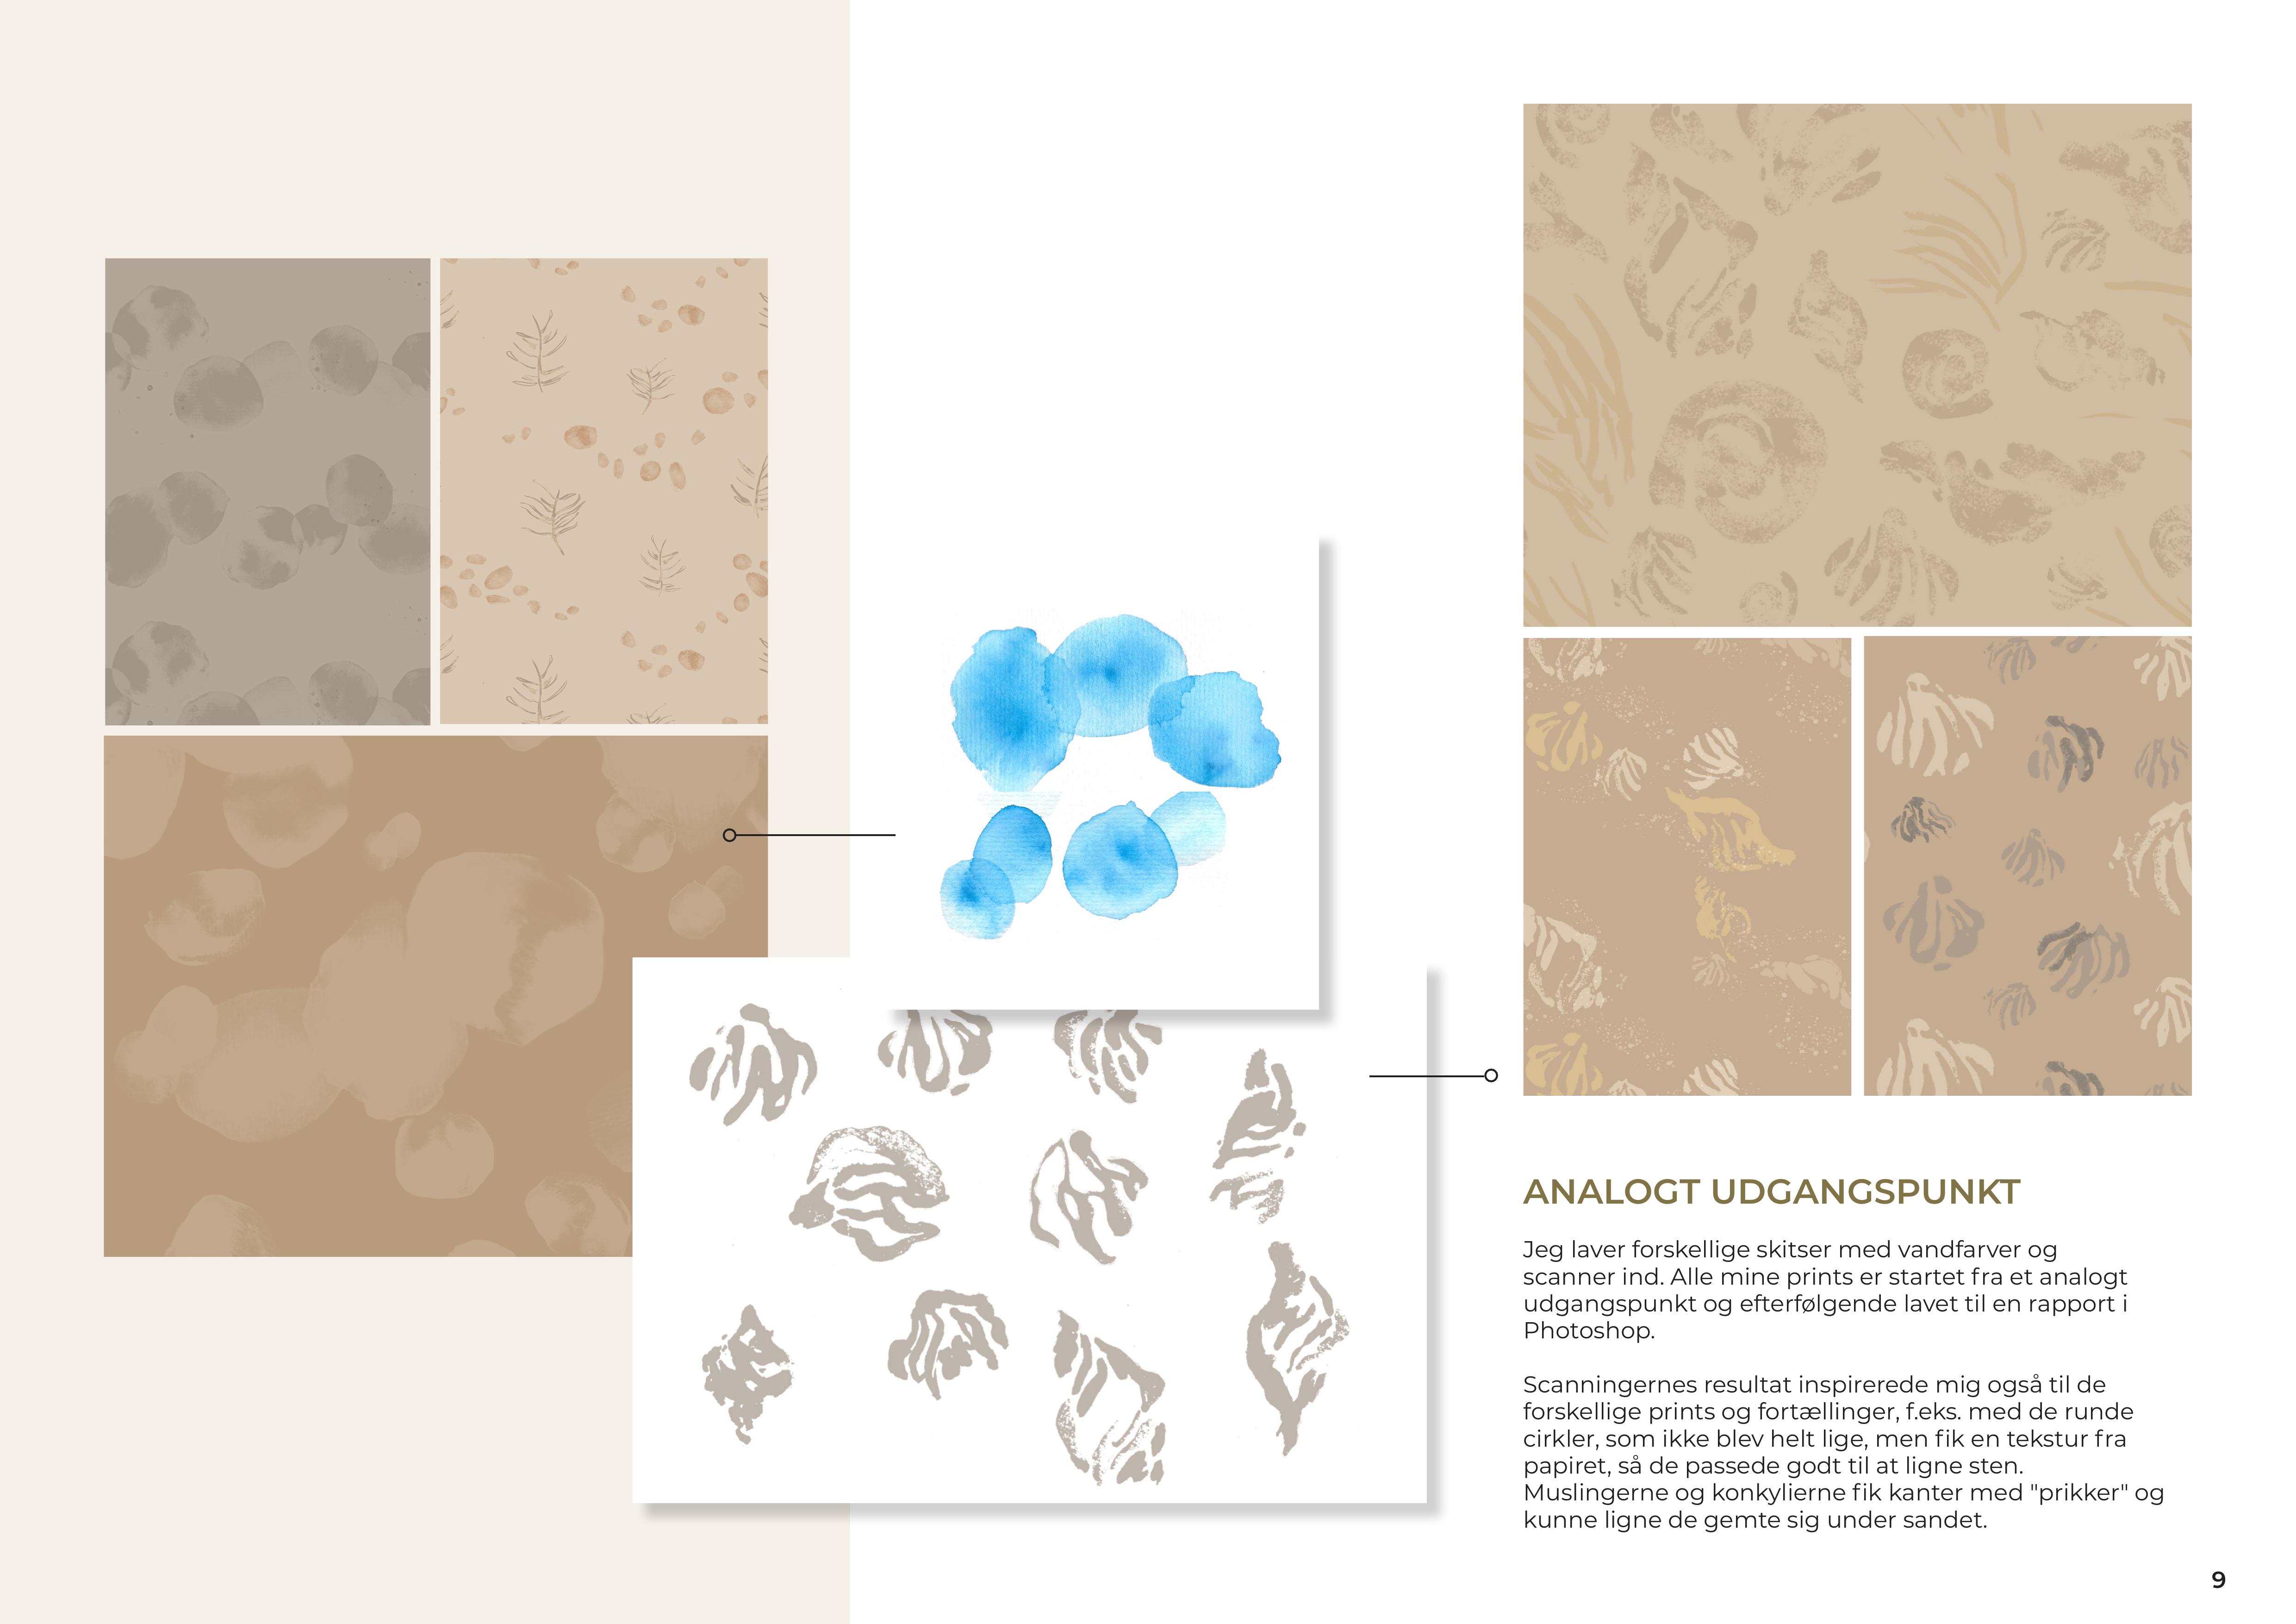 ANALOGT UDGANGSPUNKT
Jeg laver forskellige skitser med vandfarver og
scanner ind. Alle mine prints er startet fra et analogt
udgangspunkt og efterfølgende lavet til en rapport i
Photoshop.
Scanningernes resultat inspirerede mig også til de
forskellige prints og fortællinger, f.eks. med de runde
cirkler, som ikke blev helt lige, men fik en tekstur fra
papiret, så de passede godt til at ligne sten.
Muslingerne og konkylierne fik kanter med "prikker" og
kunne ligne de gemte sig under sandet.
9